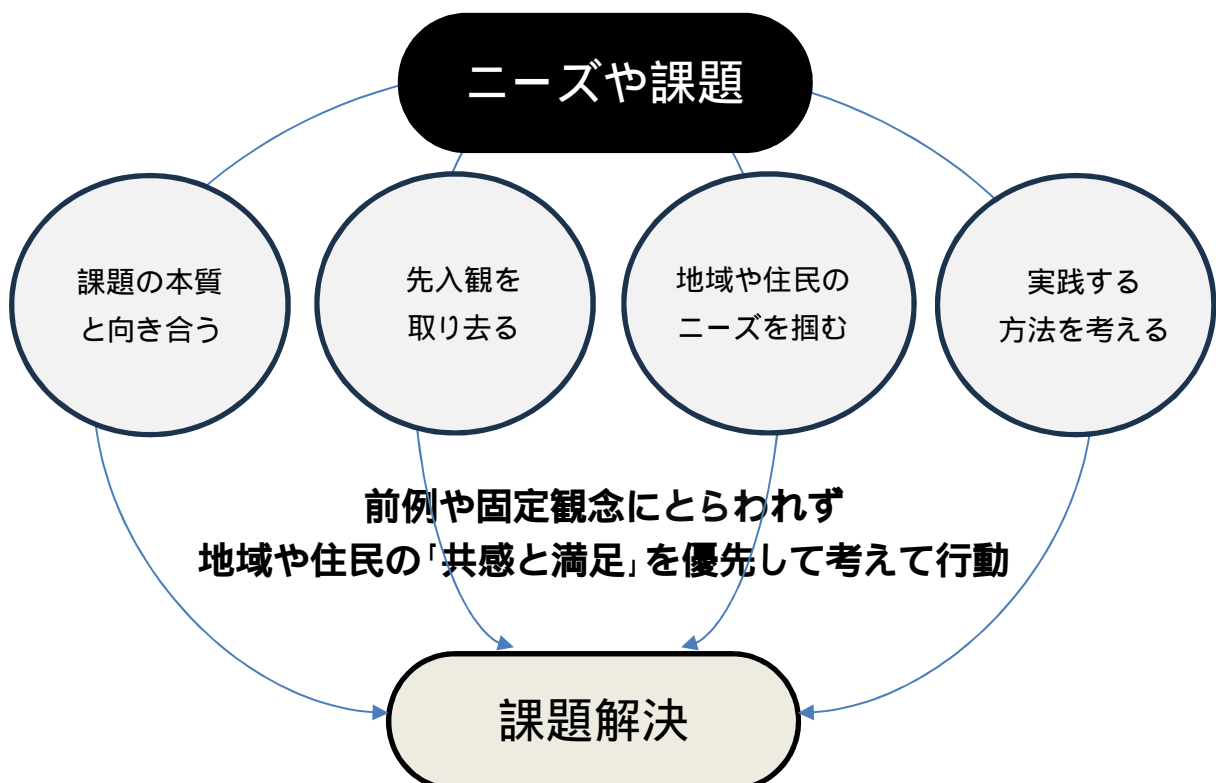 ニーズや課題
課題の本質
と向き合う
先入観を
取り去る
地域や住民の
ニーズを掴む
実践する
方法を考える
前例や固定観念にとらわれず
地域や住民の「共感と満足」を優先して考えて行動
課題解決